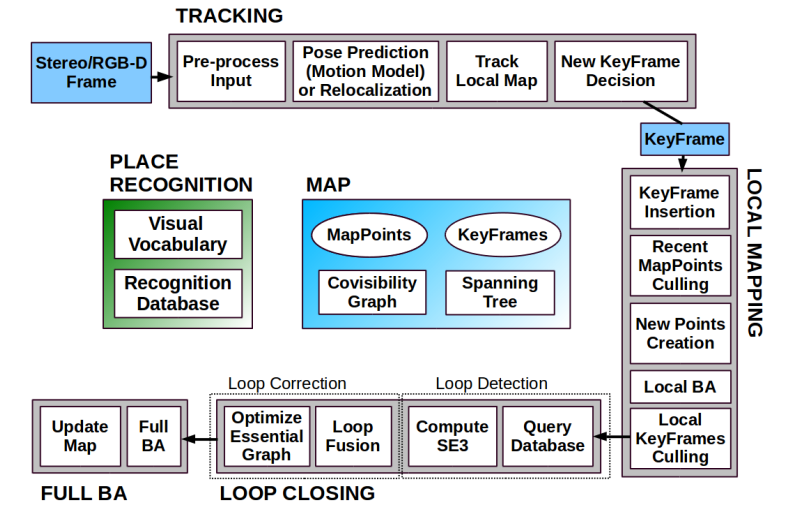 TRACKING
Stereo/RGB-D
Frame
Pre-process
Input
Pose Prediction
(Motion Model)
or Relocalization
Track
Local Map
New KeyFrame
Decision
KeyFrame
PLACE
RECOGNITION
Visual
Vocabulary
Recognition
Database
MAP
MapPoints
KeyFrames
Covisibility
Graph
Spanning
Tree
LOCAL MAPPING
KeyFrame
Insertion
Recent
MapPoints
Culling
New Points
Creation
Local BA
Local
KeyFrames
Culling
Loop Correction
Loop Detection
Optimize
Essential
Graph
Loop
Fusion
Compute
SE3
Query
Database
LOOP CLOSING
Update
Map
Full
BA
FULL BA